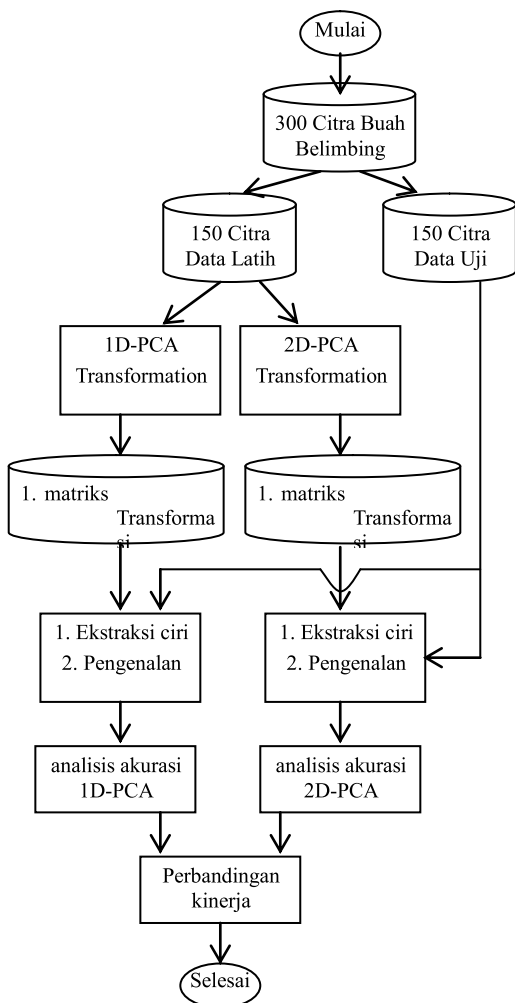 Mulai
300 Citra Buah
Belimbing
150 Citra
Data Latih
150 Citra
Data Uji
1D-PCA
Transformation
2D-PCA
Transformation
1. matriks
Transforma
si
1. matriks
Transforma
si
1. Ekstraksi ciri
2. Pengenalan
1. Ekstraksi ciri
2. Pengenalan
analisis akurasi
1D-PCA
analisis akurasi
2D-PCA
Perbandingan
kinerja
Selesai